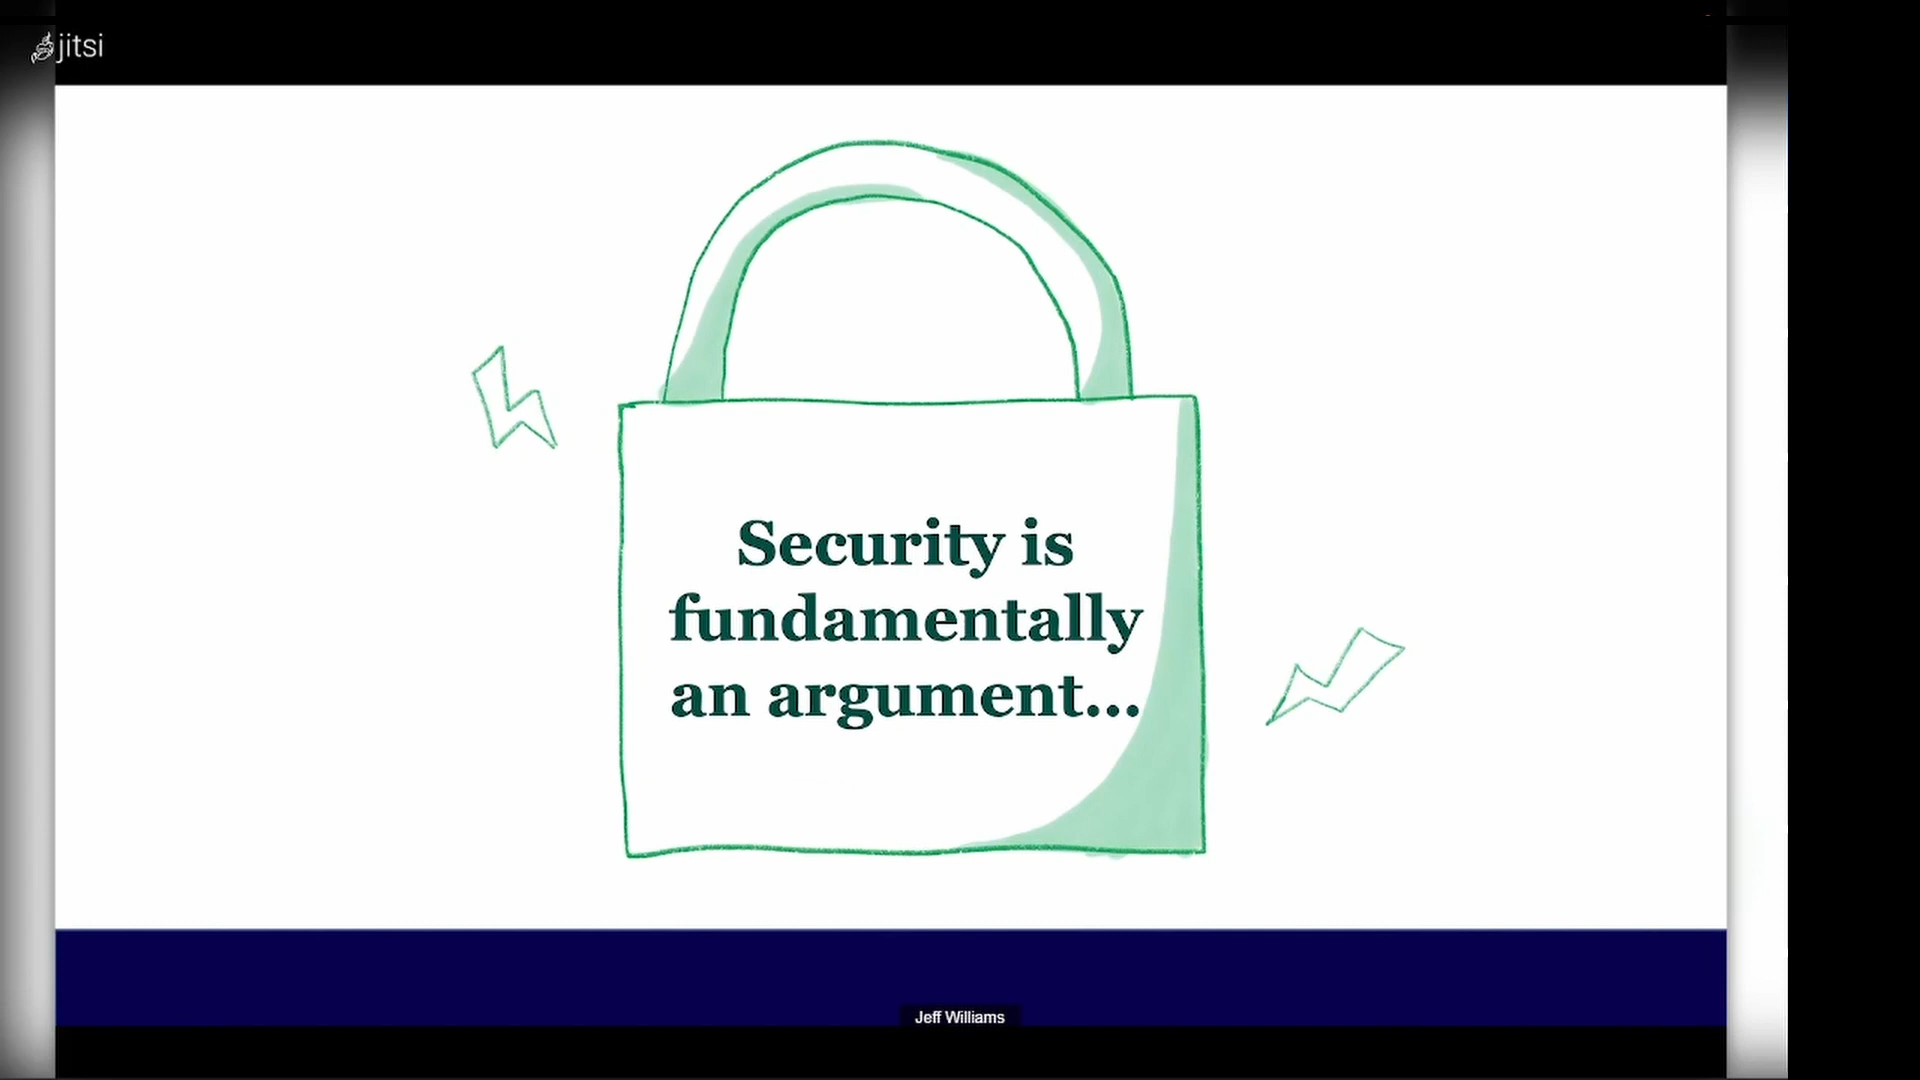 jitsi
Security is
fundamentally
an argument...
Jeff Williams